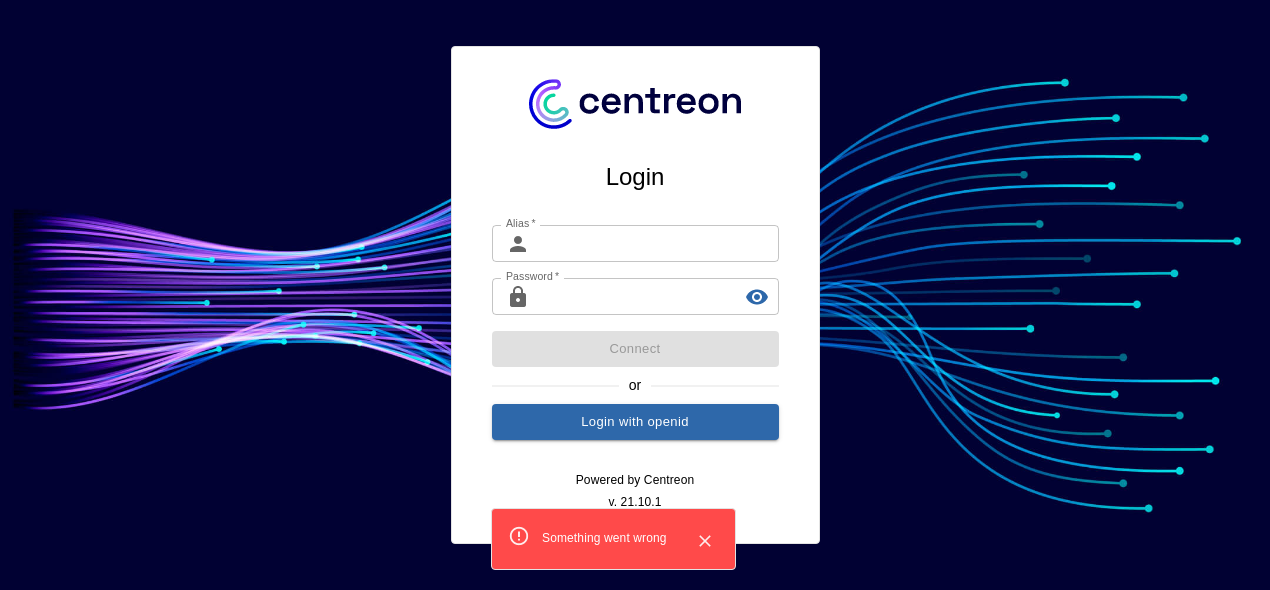 centreon
Login
Alias *
Password *
Connect
or
Login with openid
Powered by Centreon
v. 21.10.1
Something went wrong